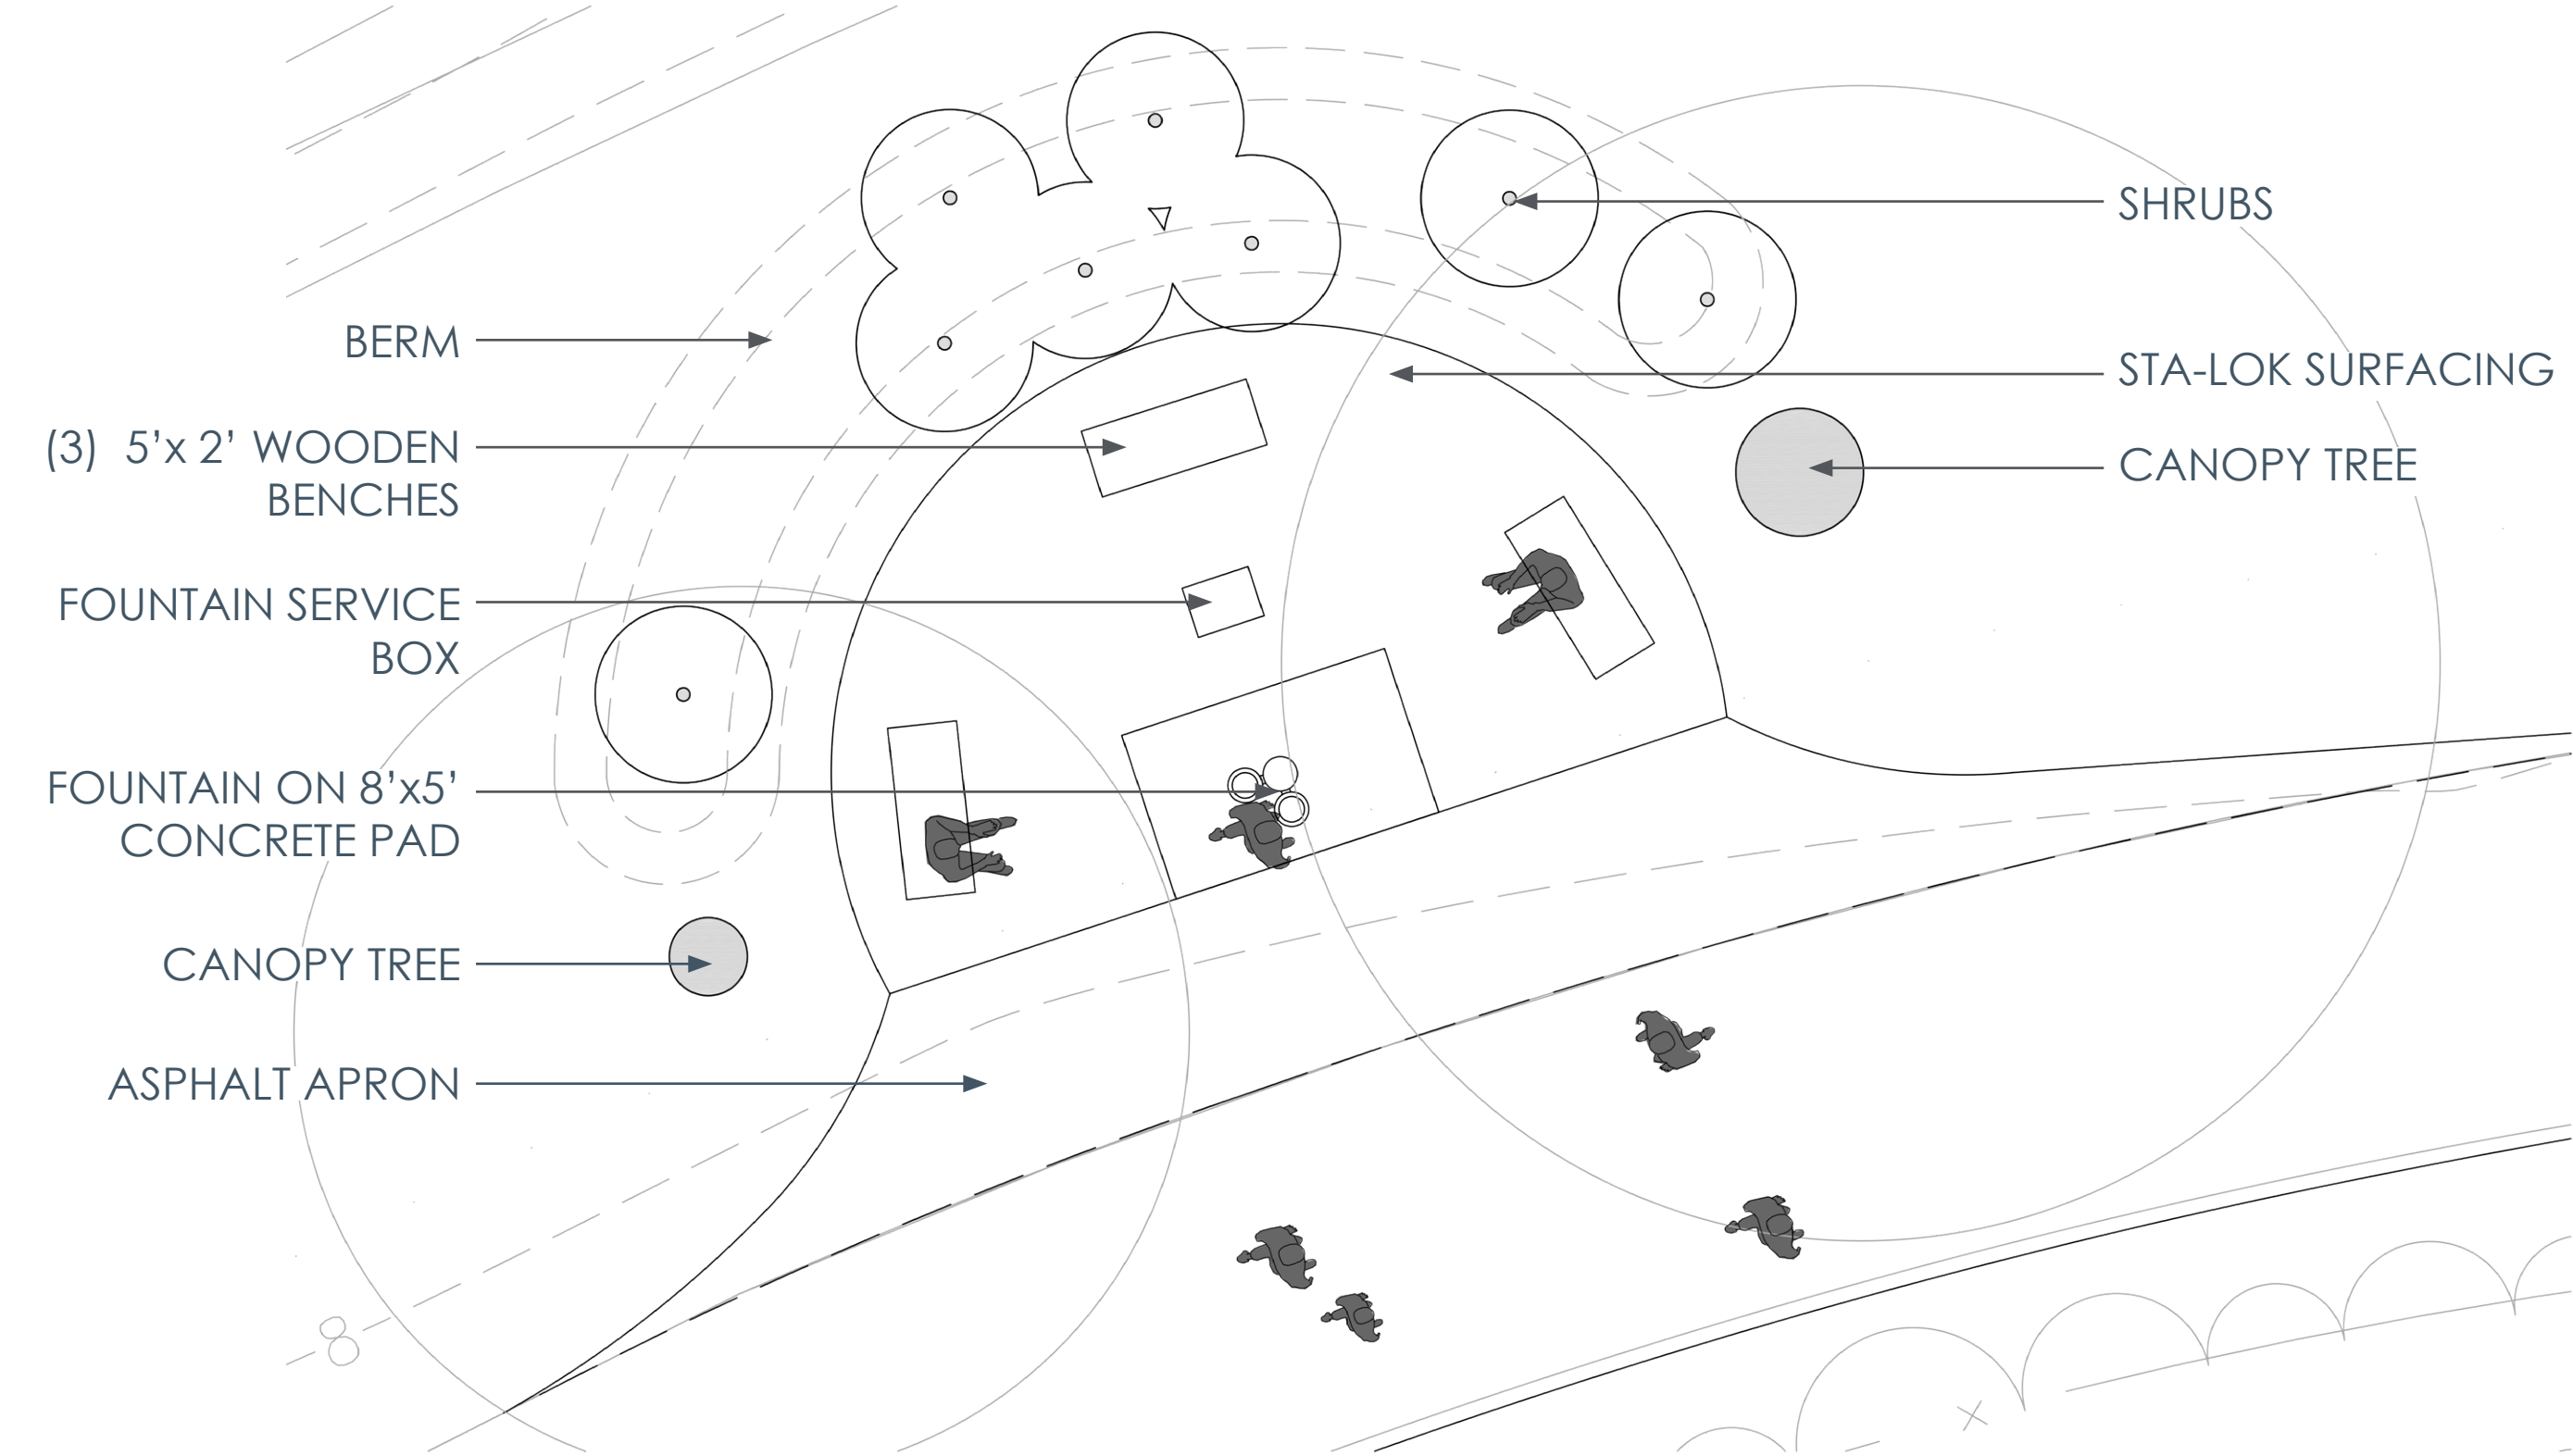 BERM
(3) 5’x 2’ WOODEN
BENCHES
FOUNTAIN SERVICE
BOX
FOUNTAIN ON 8’x5’
CONCRETE PAD
CANOPY TREE
ASPHALT APRON
SHRUBS
STA-LOK SURFACING
CANOPY TREE
8